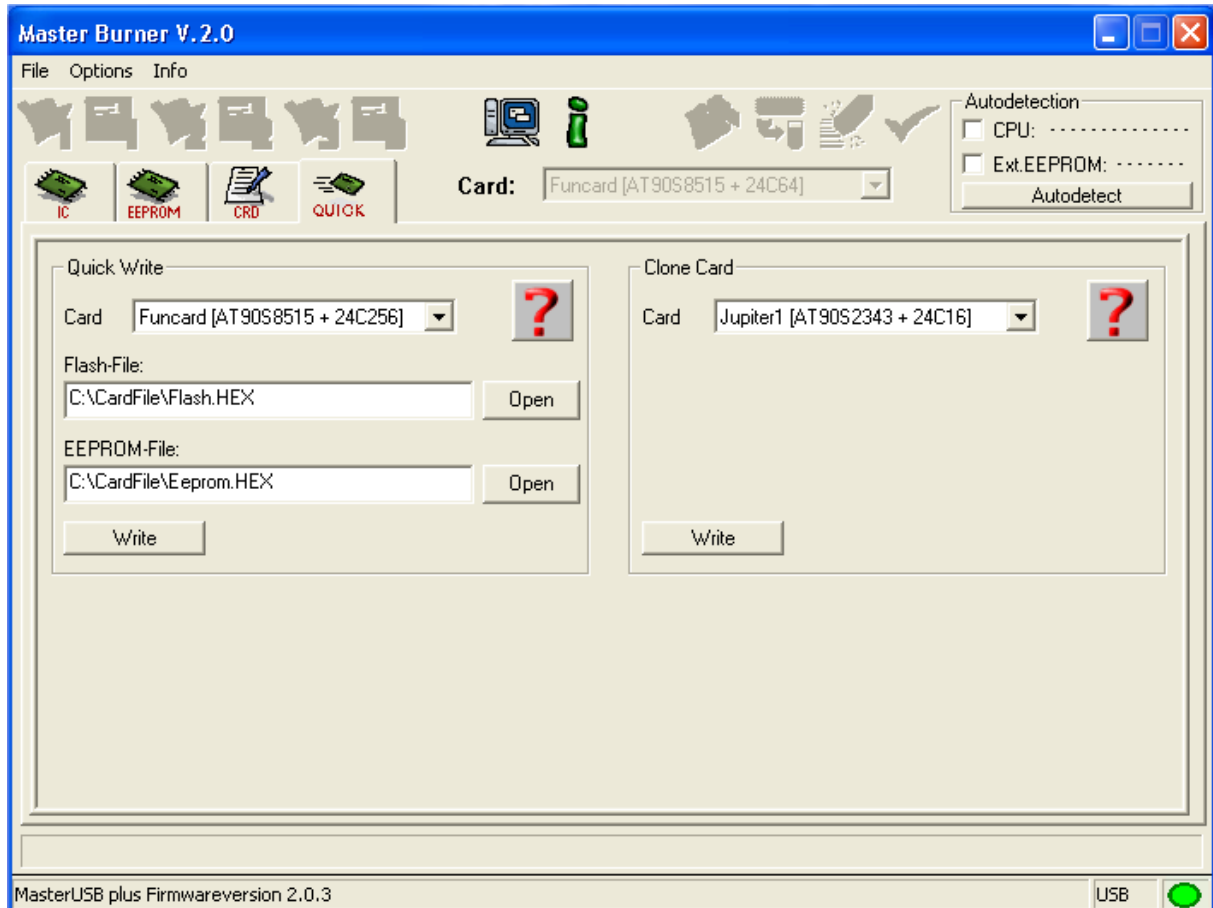 Master Burner V.2.0
File Options Info
Autodetection
CPU: - - - - - - - - - - - - - -
Ext.EEPROM: - - - - - - -
Autodetect
IC
EEPROM
CRD
QUICK
Card: Funcard [AT90S8515 + 24C64]
Quick Write
Card Funcard [AT90S8515 + 24C256]
?
Flash-File:
C:\CardFile\Flash.HEX Open
EEPROM-File:
C:\CardFile\Eeprom.HEX Open
Write
Clone Card
Card Jupiter1 [AT90S2343 + 24C16]
?
Write
MasterUSB plus Firmwareversion 2.0.3 USB